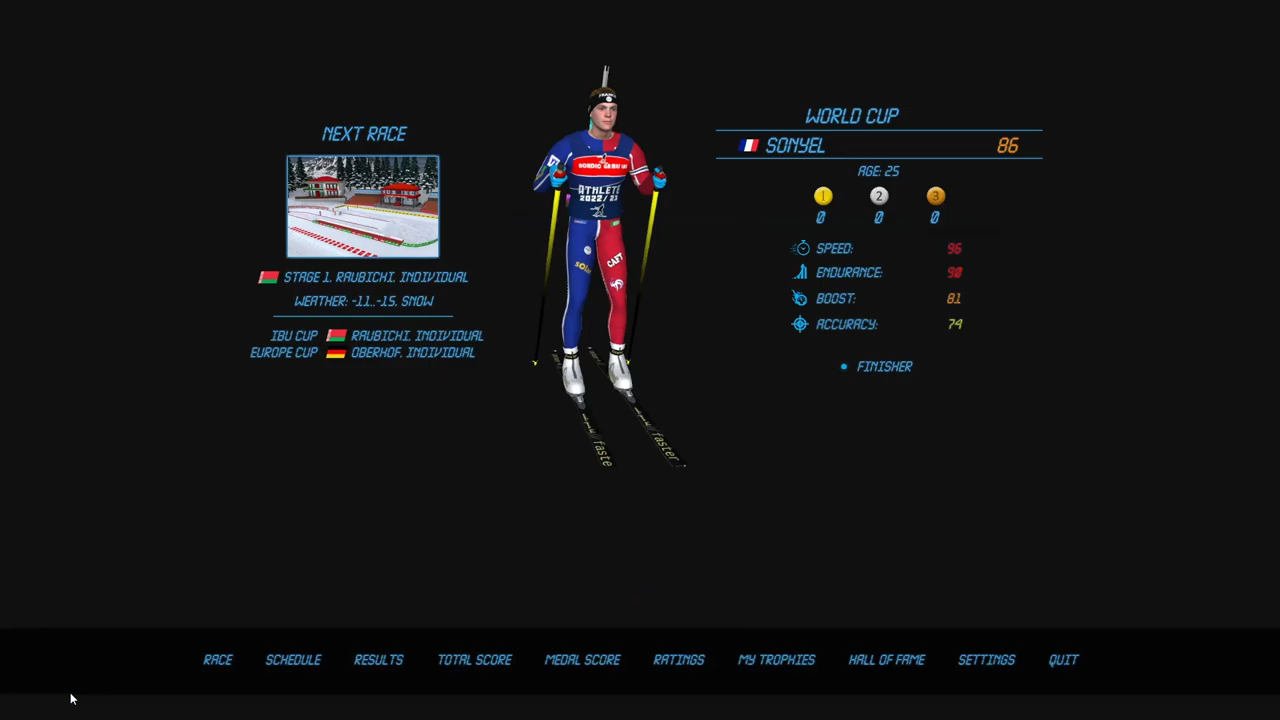 NEXT RACE
STAGE 1. RAUBICHI. INDIVIDUAL
WEATHER: -11..-15, SNOW
IBU CUP RAUBICHI. INDIVIDUAL
EUROPE CUP OBERHOF. INDIVIDUAL
ATHLETE
2022/23
CAFT
faste
faster
WORLD CUP
SONYEL 86
AGE: 25
1 2 3
0 0 0
SPEED: 96
ENDURANCE: 90
BOOST: 81
ACCURACY: 74
FINISHER
RACE SCHEDULE RESULTS TOTAL SCORE MEDAL SCORE RATINGS MY TROPHIES HALL OF FAME SETTINGS QUIT